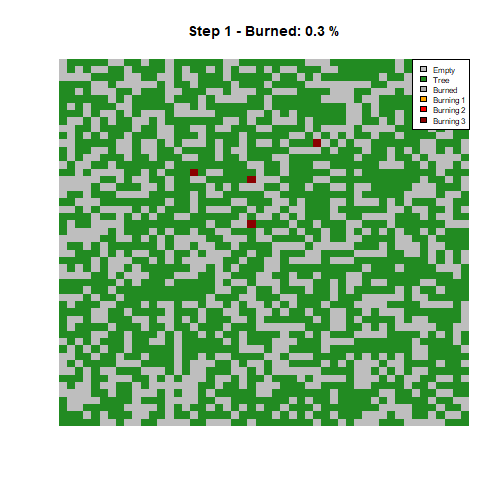 Step 1 - Burned: 0.3 %
Empty
Tree
Burned
Burning 1
Burning 2
Burning 3